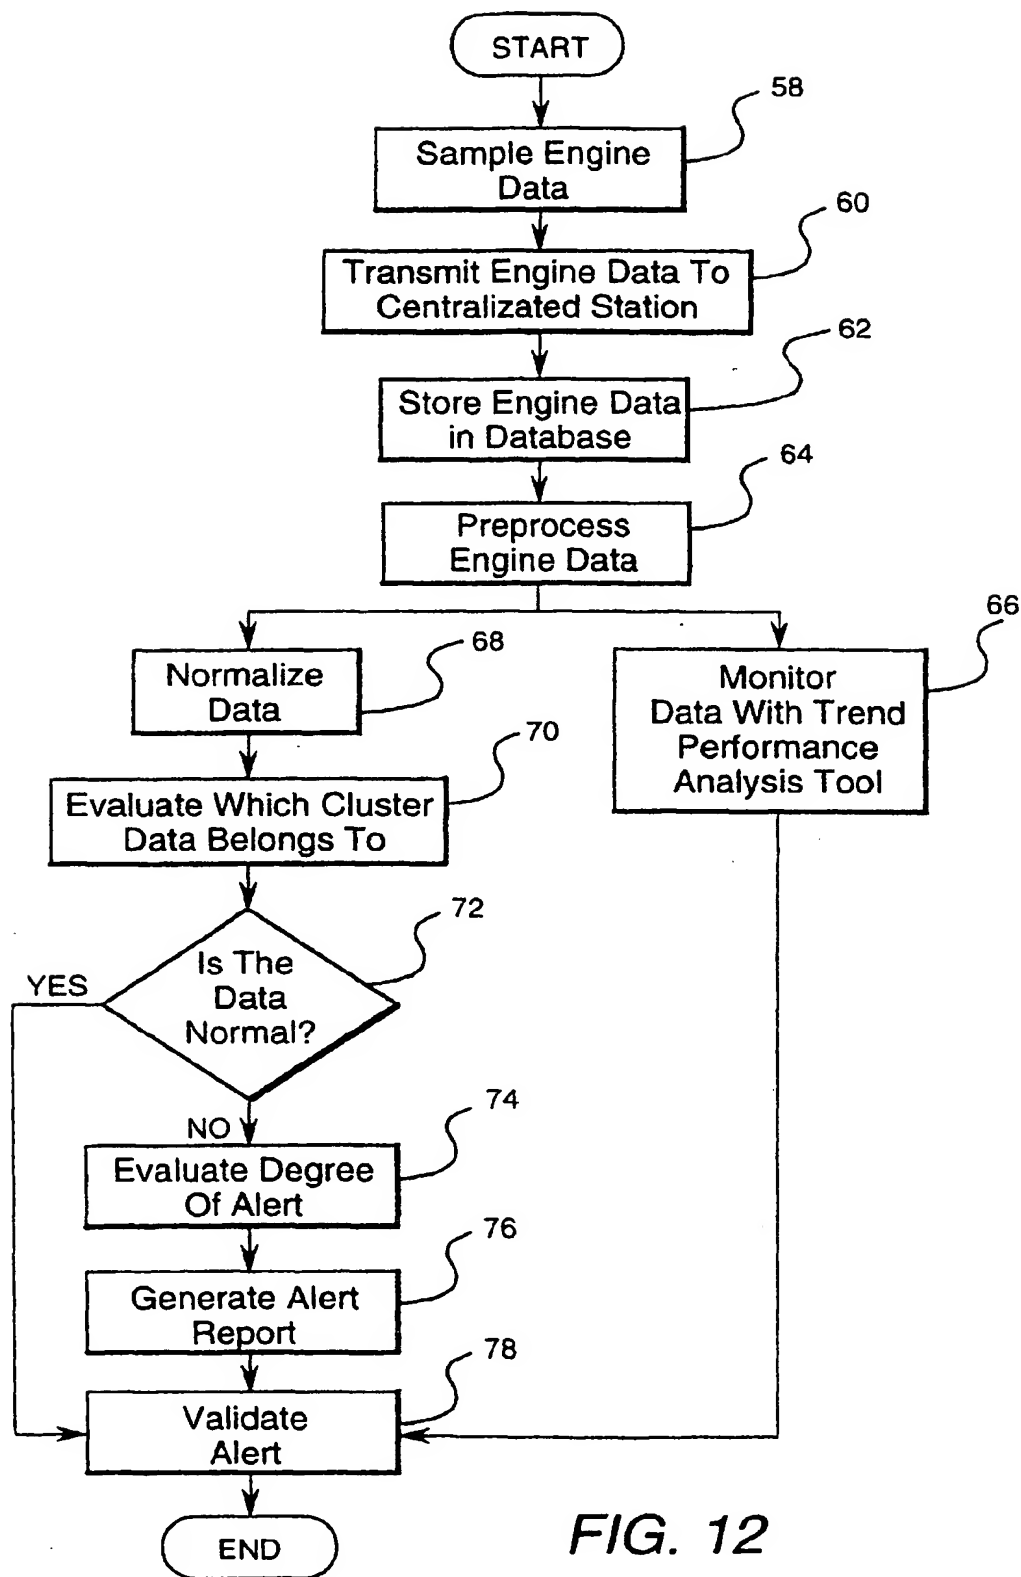 START
58
Sample Engine
Data
60
Transmit Engine Data To
Centralizated Station
62
Store Engine Data
in Database
64
Preprocess
Engine Data
66
68
Normalize
Data
Monitor
Data With Trend
Performance
Analysis Tool
70
Evaluate Which Cluster
Data Belongs To
72
Is The
Data
Normal?
YES
NO
74
Evaluate Degree
Of Alert
76
Generate Alert
Report
78
Validate
Alert
END
FIG. 12